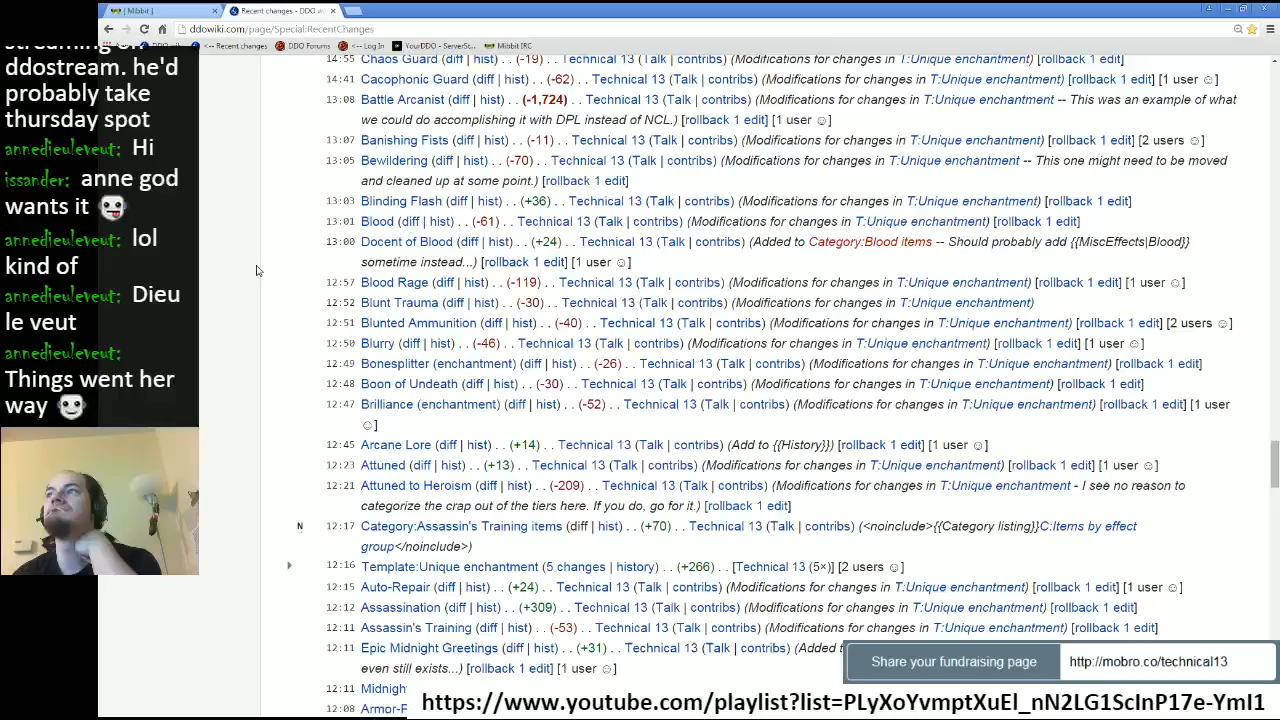 streaming on
ddostream. he'd
probably take
thursday spot
annedieuleveut: Hi
issander: anne god
wants it
annedieuleveut: lol
kind of
annedieuleveut: Dieu
le veut
annedieuleveut:
Things went her
way
[ Mibbit ]
Recent changes - DDO wi
ddowiki.com/page/Special:RecentChanges
<-- Recent changes
DDO Forums
<-- Log In
YourDDO - ServerSt...
Mibbit IRC
14:55 Chaos Guard (diff | hist) . . (-19) . . Technical 13 (Talk | contribs) (Modifications for changes in T:Unique enchantment) [rollback 1 edit]
14:41 Cacophonic Guard (diff | hist) . . (-62) . . Technical 13 (Talk | contribs) (Modifications for changes in T:Unique enchantment) [rollback 1 edit] [1 user ☺]
13:08 Battle Arcanist (diff | hist) . . (-1,724) . . Technical 13 (Talk | contribs) (Modifications for changes in T:Unique enchantment -- This was an example of what
we could do accomplishing it with DPL instead of NCL.) [rollback 1 edit] [1 user ☺]
13:07 Banishing Fists (diff | hist) . . (-11) . . Technical 13 (Talk | contribs) (Modifications for changes in T:Unique enchantment) [rollback 1 edit] [2 users ☺]
13:05 Bewildering (diff | hist) . . (-70) . . Technical 13 (Talk | contribs) (Modifications for changes in T:Unique enchantment -- This one might need to be moved
and cleaned up at some point.) [rollback 1 edit]
13:03 Blinding Flash (diff | hist) . . (+36) . . Technical 13 (Talk | contribs) (Modifications for changes in T:Unique enchantment) [rollback 1 edit]
13:01 Blood (diff | hist) . . (-61) . . Technical 13 (Talk | contribs) (Modifications for changes in T:Unique enchantment) [rollback 1 edit]
13:00 Docent of Blood (diff | hist) . . (+24) . . Technical 13 (Talk | contribs) (Added to Category:Blood items -- Should probably add {{MiscEffects|Blood}}
sometime instead...) [rollback 1 edit] [1 user ☺]
12:57 Blood Rage (diff | hist) . . (-119) . . Technical 13 (Talk | contribs) (Modifications for changes in T:Unique enchantment) [rollback 1 edit] [1 user ☺]
12:52 Blunt Trauma (diff | hist) . . (-30) . . Technical 13 (Talk | contribs) (Modifications for changes in T:Unique enchantment)
12:51 Blunted Ammunition (diff | hist) . . (-40) . . Technical 13 (Talk | contribs) (Modifications for changes in T:Unique enchantment) [rollback 1 edit] [2 users ☺]
12:50 Blurry (diff | hist) . . (-46) . . Technical 13 (Talk | contribs) (Modifications for changes in T:Unique enchantment) [rollback 1 edit] [1 user ☺]
12:49 Bonesplitter (enchantment) (diff | hist) . . (-26) . . Technical 13 (Talk | contribs) (Modifications for changes in T:Unique enchantment) [rollback 1 edit]
12:48 Boon of Undeath (diff | hist) . . (-30) . . Technical 13 (Talk | contribs) (Modifications for changes in T:Unique enchantment) [rollback 1 edit]
12:47 Brilliance (enchantment) (diff | hist) . . (-52) . . Technical 13 (Talk | contribs) (Modifications for changes in T:Unique enchantment) [rollback 1 edit] [1 user
☺]
12:45 Arcane Lore (diff | hist) . . (+14) . . Technical 13 (Talk | contribs) (Add to {{History}}) [rollback 1 edit] [1 user ☺]
12:23 Attuned (diff | hist) . . (+13) . . Technical 13 (Talk | contribs) (Modifications for changes in T:Unique enchantment) [rollback 1 edit] [1 user ☺]
12:21 Attuned to Heroism (diff | hist) . . (-209) . . Technical 13 (Talk | contribs) (Modifications for changes in T:Unique enchantment - I see no reason to
categorize the crap out of the tiers here. If you do, go for it.) [rollback 1 edit]
N 12:17 Category:Assassin's Training items (diff | hist) . . (+70) . . Technical 13 (Talk | contribs) (<noinclude>{{Category listing}}C:Items by effect
group</noinclude>)
12:16 Template:Unique enchantment (5 changes | history) . . (+266) . . [Technical 13 (5×)] [2 users ☺]
12:15 Auto-Repair (diff | hist) . . (+24) . . Technical 13 (Talk | contribs) (Modifications for changes in T:Unique enchantment) [rollback 1 edit] [1 user ☺]
12:12 Assassination (diff | hist) . . (+309) . . Technical 13 (Talk | contribs) (Modifications for changes in T:Unique enchantment) [rollback 1 edit]
12:11 Assassin's Training (diff | hist) . . (-53) . . Technical 13 (Talk | contribs) (Modifications for changes in T:Unique enchantment) [rollback 1 edit]
12:11 Epic Midnight Greetings (diff | hist) . . (+31) . . Technical 13 (Talk | contribs) (Added
even still exists...) [rollback 1 edit] [1 user ☺]
12:11 Midnigh
12:08 Armor-P
Share your fundraising page
http://mobro.co/technical13
https://www.youtube.com/playlist?list=PLyXoYvmptXuEl_nN2LG1ScInP17e-YmI1